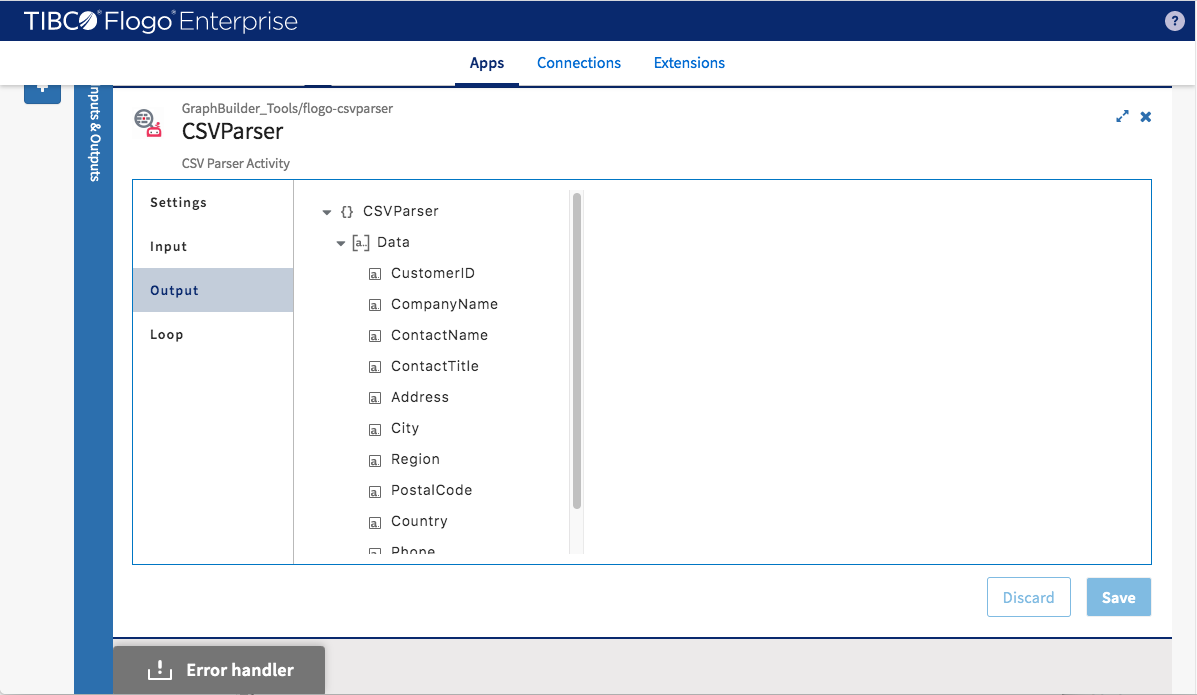 TIBCO® Flogo® Enterprise
?
Apps
Connections
Extensions
+
nputs & Outputs
GraphBuilder_Tools/flogo-csvparser
CSVParser
CSV Parser Activity
Settings
Input
Output
Loop
{} CSVParser
[a..] Data
a. CustomerID
a. CompanyName
a. ContactName
a. ContactTitle
a. Address
a. City
a. Region
a. PostalCode
a. Country
a. Phone
Discard
Save
Error handler